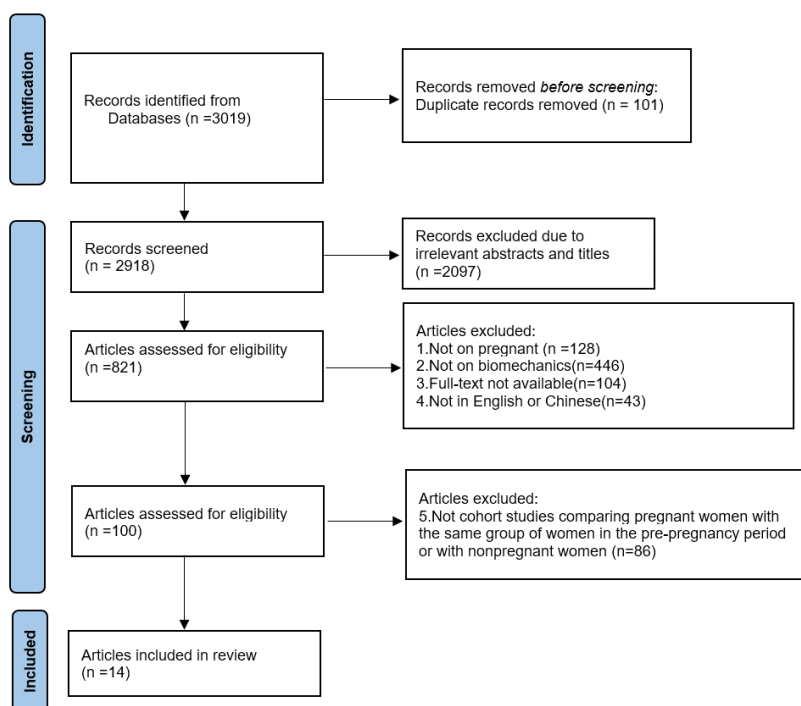 Identification
Records identified from
Databases (n =3019)
Records removed before screening:
Duplicate records removed (n = 101)
Screening
Records screened
(n = 2918)
Records excluded due to
irrelevant abstracts and titles
(n =2097)
Articles assessed for eligibility
(n =821)
Articles excluded:
1.Not on pregnant (n =128)
2.Not on biomechanics(n=446)
3.Full-text not available(n=104)
4.Not in English or Chinese(n=43)
Articles assessed for eligibility
(n =100)
Articles excluded:
5.Not cohort studies comparing pregnant women with
the same group of women in the pre-pregnancy period
or with nonpregnant women (n=86)
Included
Articles included in review
(n =14)